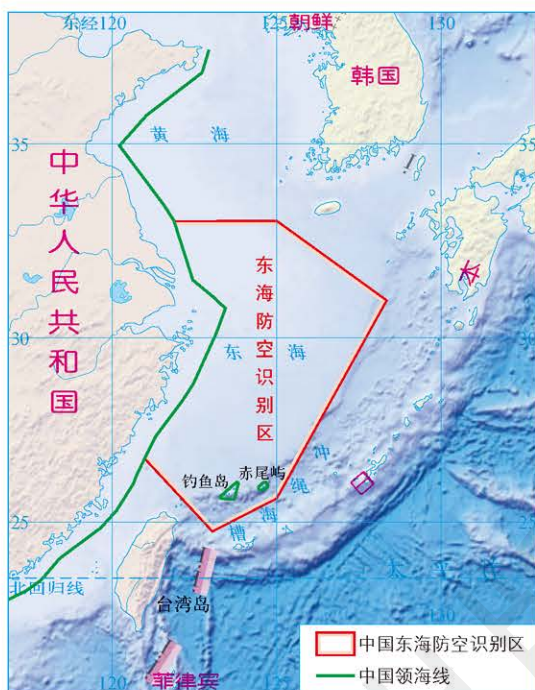 东经120
125
朝鲜
130
韩国
35
黄海
35
中华人民共和国
本
东海防空识别区
30
东海
30
钓鱼岛
赤尾屿
冲绳海槽
25
25
北回归线
太平洋
台湾岛
130
120
菲律宾
125
中国东海防空识别区
中国领海线